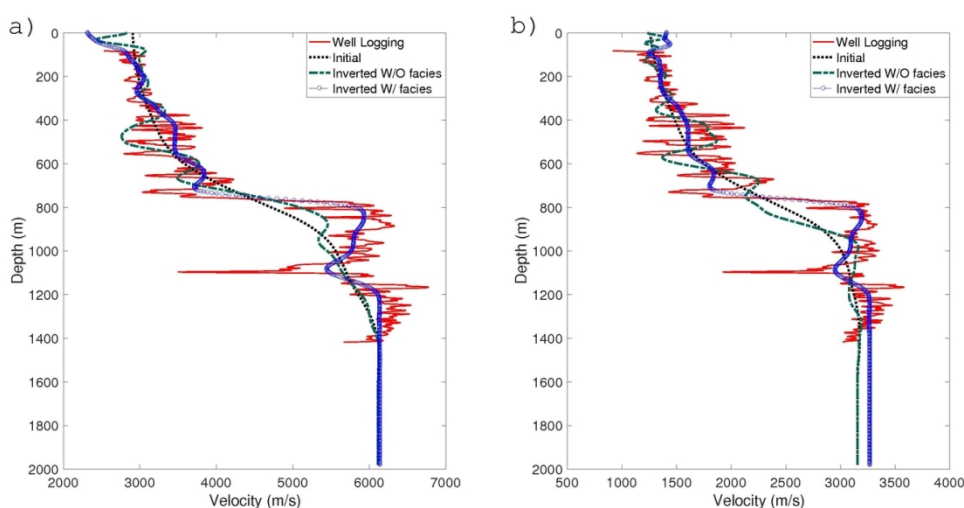 a)
0
200
400
600
800
1000
1200
1400
1600
1800
2000
Depth (m)
2000 3000 4000 5000 6000 7000
Velocity (m/s)
Well Logging
Initial
Inverted W/O facies
Inverted W/ facies
b)
0
200
400
600
800
1000
1200
1400
1600
1800
2000
Depth (m)
500 1000 1500 2000 2500 3000 3500 4000
Velocity (m/s)
Well Logging
Initial
Inverted W/O facies
Inverted W/ facies